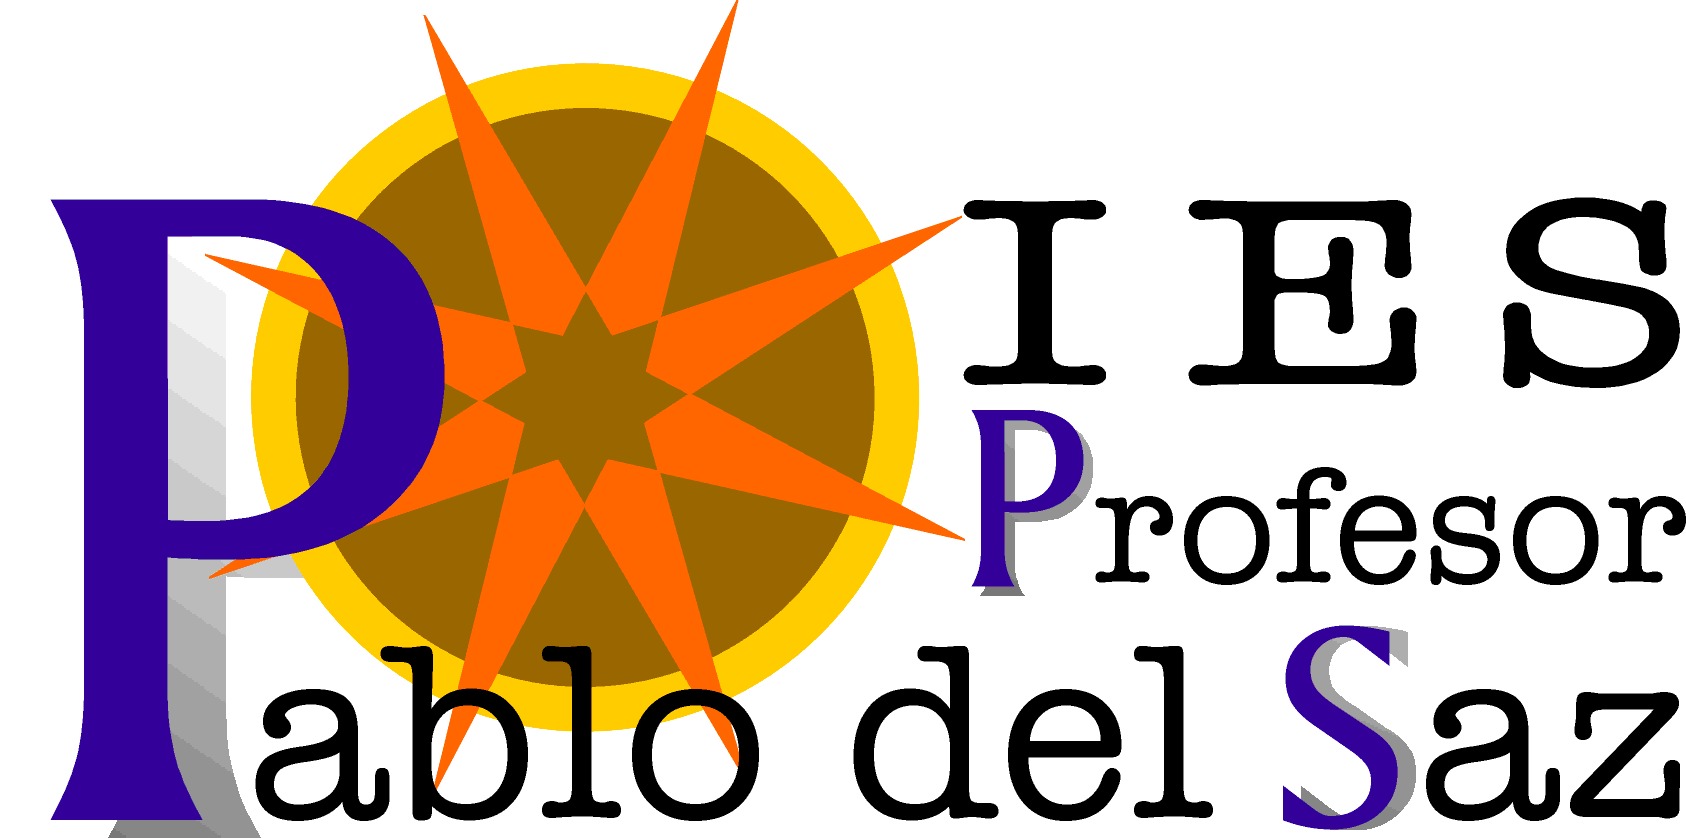 IES
Profesor
Pablo del Saz